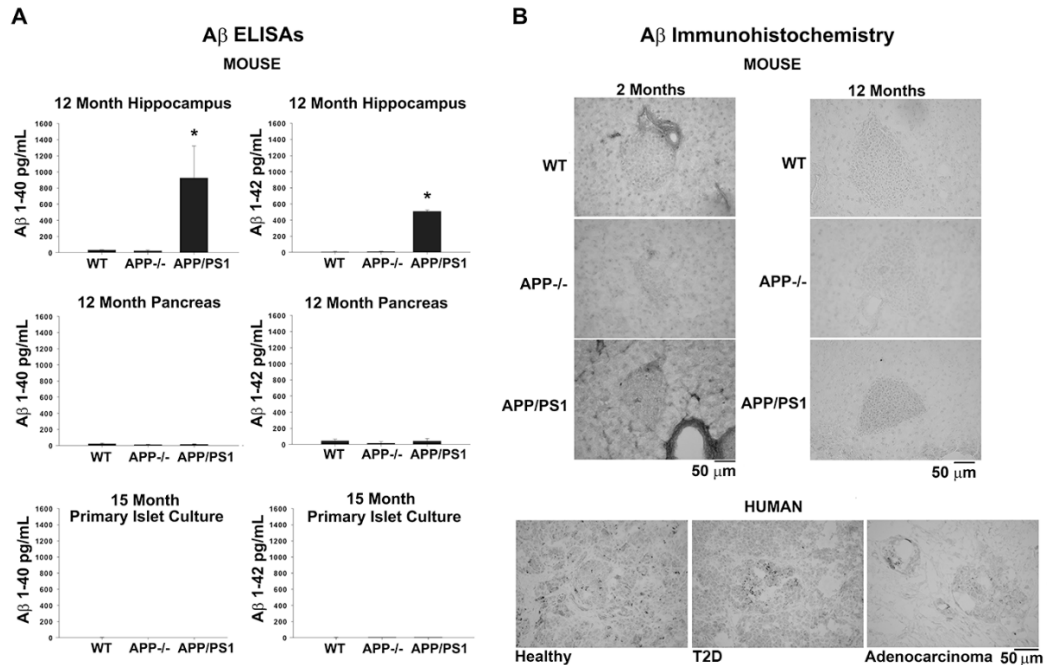 A
Aβ ELISAs
MOUSE
12 Month Hippocampus
Aβ 1-40 pg/mL
1600
1400
1200
1000
800
600
400
200
0
*
WT APP-/- APP/PS1
12 Month Hippocampus
Aβ 1-42 pg/mL
1600
1400
1200
1000
800
600
400
200
0
*
WT APP-/- APP/PS1
12 Month Pancreas
Aβ 1-40 pg/mL
1600
1400
1200
1000
800
600
400
200
0
WT APP-/- APP/PS1
12 Month Pancreas
Aβ 1-42 pg/mL
1600
1400
1200
1000
800
600
400
200
0
WT APP-/- APP/PS1
15 Month
Primary Islet Culture
Aβ 1-40 pg/mL
1600
1400
1200
1000
800
600
400
200
0
WT APP-/- APP/PS1
15 Month
Primary Islet Culture
Aβ 1-42 pg/mL
1600
1400
1200
1000
800
600
400
200
0
WT APP-/- APP/PS1
B
Aβ Immunohistochemistry
MOUSE
2 Months
12 Months
WT
WT
APP-/-
APP-/-
APP/PS1
APP/PS1
50 μm
50 μm
HUMAN
Healthy
T2D
Adenocarcinoma
50 μm